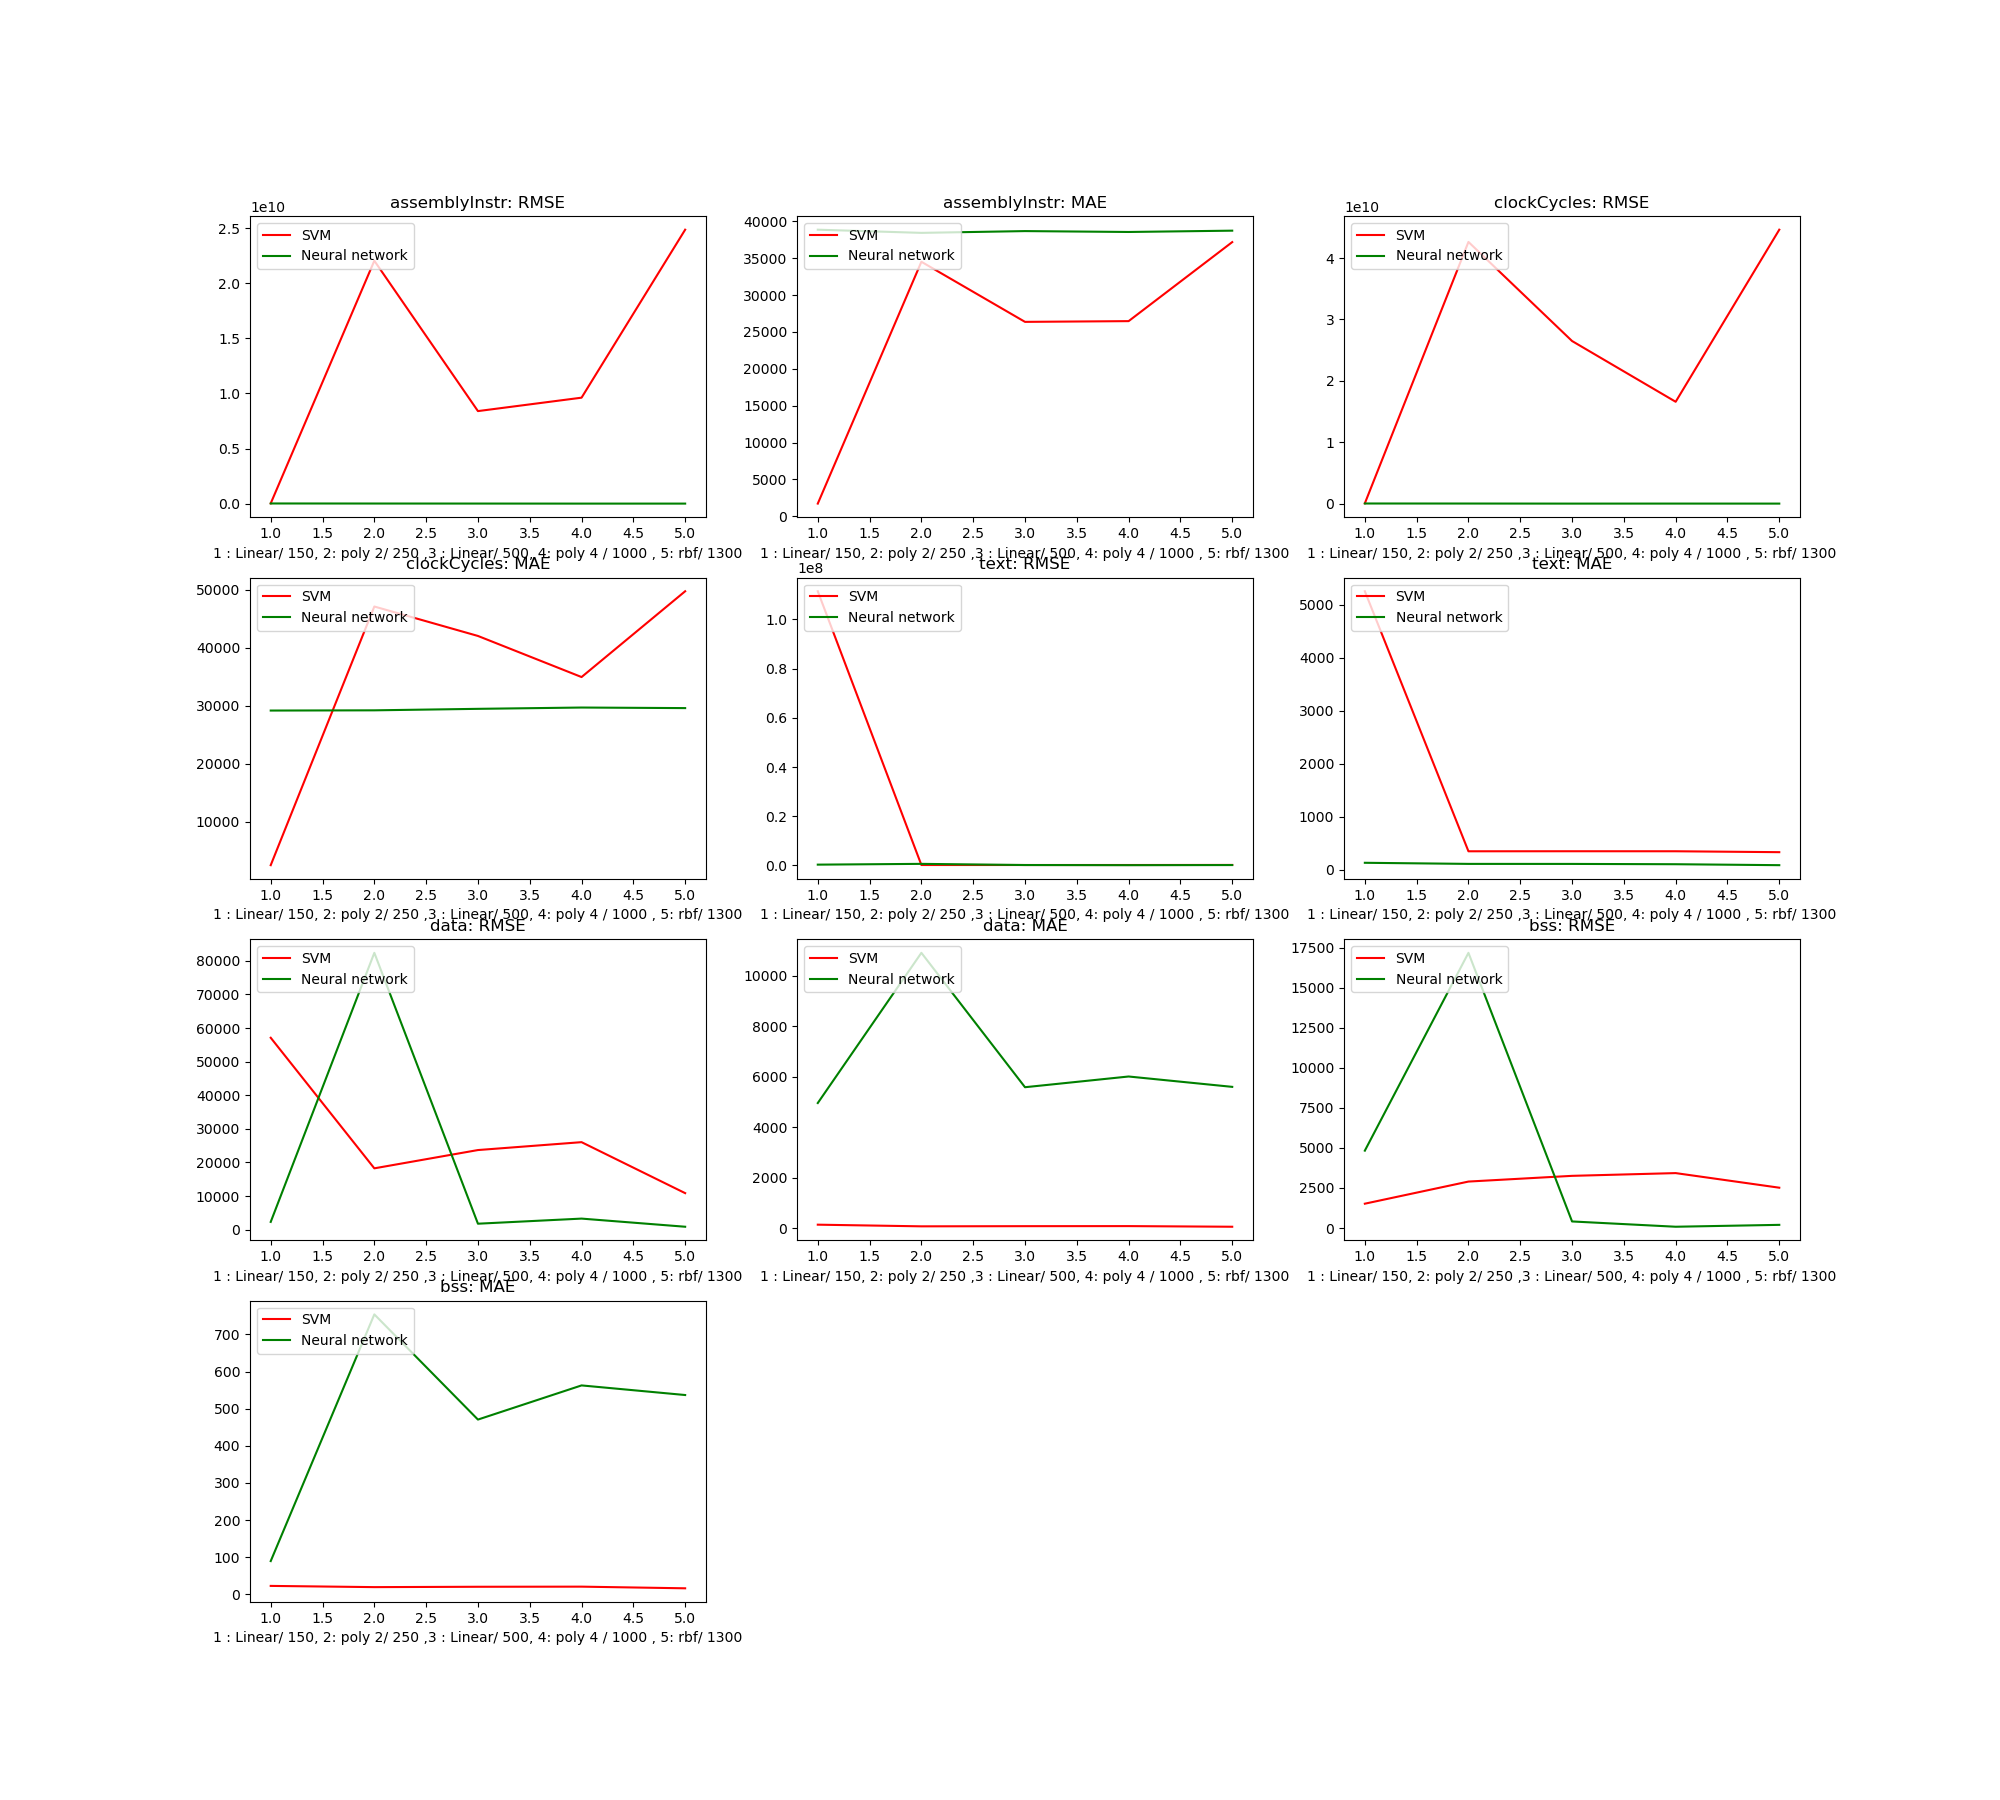 assemblyInstr: RMSE
1e10
2.5
2.0
1.5
1.0
0.5
0.0
SVM
Neural network
1.0 1.5 2.0 2.5 3.0 3.5 4.0 4.5 5.0
1 : Linear/ 150, 2: poly 2/ 250 ,3 : Linear/ 500, 4: poly 4 / 1000 , 5: rbf/ 1300
assemblyInstr: MAE
40000
35000
30000
25000
20000
15000
10000
5000
0
SVM
Neural network
1.0 1.5 2.0 2.5 3.0 3.5 4.0 4.5 5.0
1 : Linear/ 150, 2: poly 2/ 250 ,3 : Linear/ 500, 4: poly 4 / 1000 , 5: rbf/ 1300
clockCycles: RMSE
1e10
4
3
2
1
0
SVM
Neural network
1.0 1.5 2.0 2.5 3.0 3.5 4.0 4.5 5.0
1 : Linear/ 150, 2: poly 2/ 250 ,3 : Linear/ 500, 4: poly 4 / 1000 , 5: rbf/ 1300
clockCycles: MAE
50000
40000
30000
20000
10000
SVM
Neural network
1.0 1.5 2.0 2.5 3.0 3.5 4.0 4.5 5.0
1 : Linear/ 150, 2: poly 2/ 250 ,3 : Linear/ 500, 4: poly 4 / 1000 , 5: rbf/ 1300
text: RMSE
1e8
1.0
0.8
0.6
0.4
0.2
0.0
SVM
Neural network
1.0 1.5 2.0 2.5 3.0 3.5 4.0 4.5 5.0
1 : Linear/ 150, 2: poly 2/ 250 ,3 : Linear/ 500, 4: poly 4 / 1000 , 5: rbf/ 1300
text: MAE
5000
4000
3000
2000
1000
0
SVM
Neural network
1.0 1.5 2.0 2.5 3.0 3.5 4.0 4.5 5.0
1 : Linear/ 150, 2: poly 2/ 250 ,3 : Linear/ 500, 4: poly 4 / 1000 , 5: rbf/ 1300
data: RMSE
80000
70000
60000
50000
40000
30000
20000
10000
0
SVM
Neural network
1.0 1.5 2.0 2.5 3.0 3.5 4.0 4.5 5.0
1 : Linear/ 150, 2: poly 2/ 250 ,3 : Linear/ 500, 4: poly 4 / 1000 , 5: rbf/ 1300
data: MAE
10000
8000
6000
4000
2000
0
SVM
Neural network
1.0 1.5 2.0 2.5 3.0 3.5 4.0 4.5 5.0
1 : Linear/ 150, 2: poly 2/ 250 ,3 : Linear/ 500, 4: poly 4 / 1000 , 5: rbf/ 1300
bss: RMSE
17500
15000
12500
10000
7500
5000
2500
0
SVM
Neural network
1.0 1.5 2.0 2.5 3.0 3.5 4.0 4.5 5.0
1 : Linear/ 150, 2: poly 2/ 250 ,3 : Linear/ 500, 4: poly 4 / 1000 , 5: rbf/ 1300
bss: MAE
700
600
500
400
300
200
100
0
SVM
Neural network
1.0 1.5 2.0 2.5 3.0 3.5 4.0 4.5 5.0
1 : Linear/ 150, 2: poly 2/ 250 ,3 : Linear/ 500, 4: poly 4 / 1000 , 5: rbf/ 1300